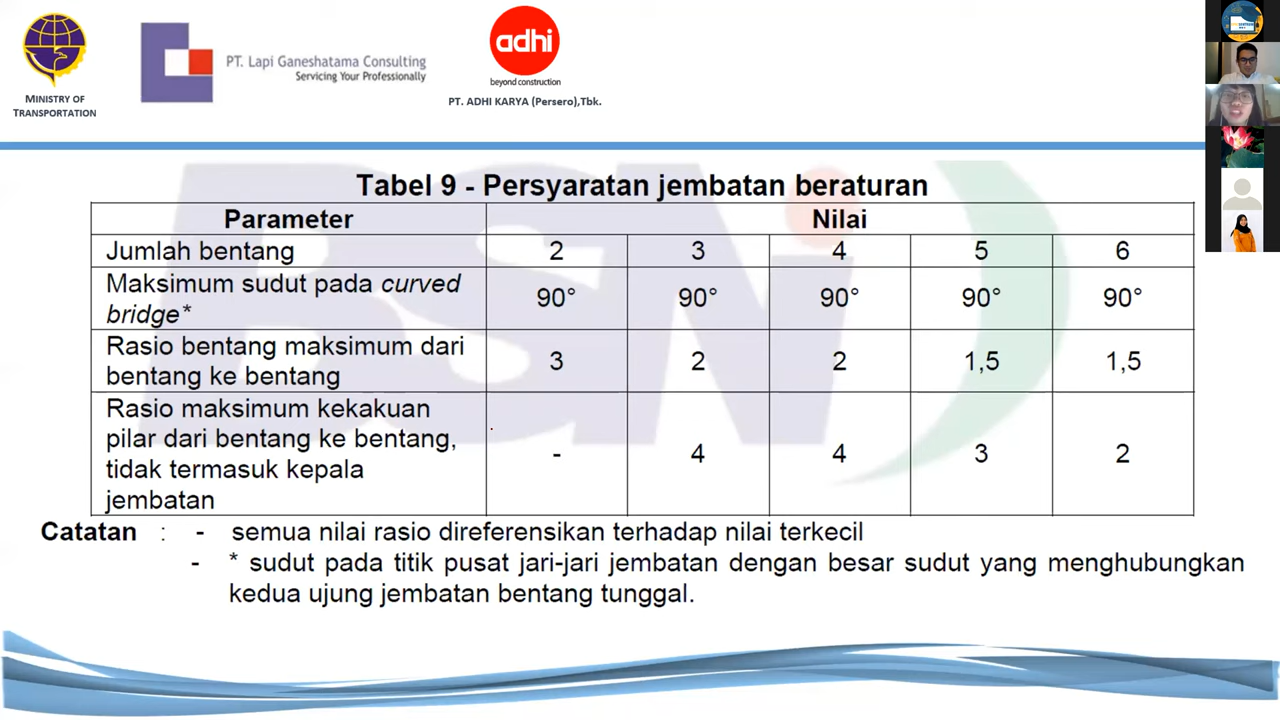 MINISTRY OF
TRANSPORTATION
PT. Lapi Ganeshatama Consulting
Servicing Your Professionally
adhi
beyond construction
PT. ADHI KARYA (Persero),Tbk.
BSNi
Tabel 9 - Persyaratan jembatan beraturan
Parameter Nilai
Jumlah bentang 2 3 4 5 6
Maksimum sudut pada curved
bridge* 90° 90° 90° 90° 90°
Rasio bentang maksimum dari
bentang ke bentang 3 2 2 1,5 1,5
Rasio maksimum kekakuan
pilar dari bentang ke bentang,
tidak termasuk kepala
jembatan - 4 4 3 2
Catatan : - semua nilai rasio direferensikan terhadap nilai terkecil
- * sudut pada titik pusat jari-jari jembatan dengan besar sudut yang menghubungkan
kedua ujung jembatan bentang tunggal.